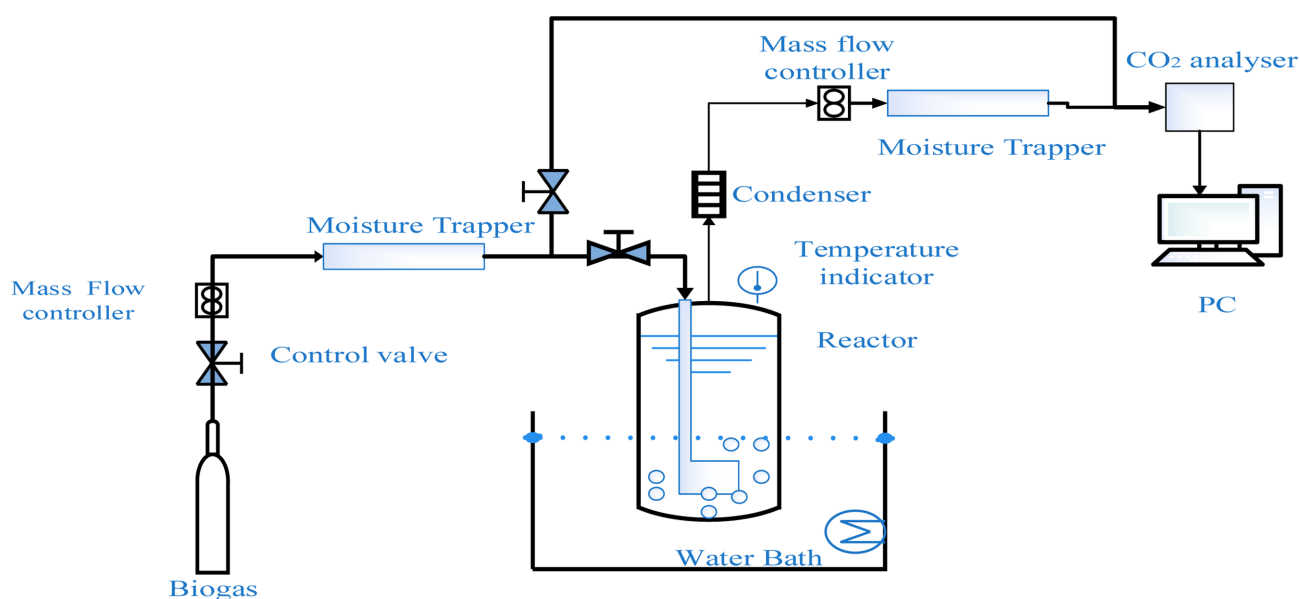 Mass flow
controller
CO₂ analyser
Moisture Trapper
Condenser
Moisture Trapper
Temperature
indicator
Mass Flow
controller
PC
Reactor
Control valve
Water Bath
Biogas